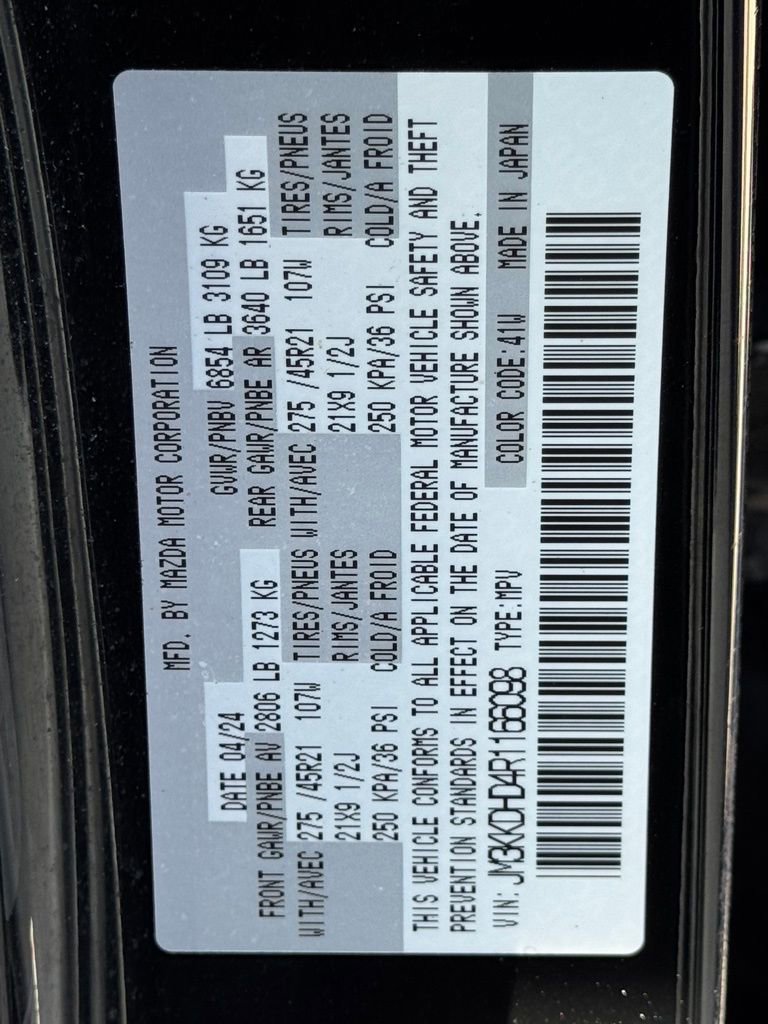 MFD. BY MAZDA MOTOR CORPORATION
DATE 04/24 GVWR/PNBV 6854 LB 3109 KG
FRONT GAWR/PNBE AV 2806 LB 1273 KG REAR GAWR/PNBE AR 3640 LB 1651 KG
WITH/AVEC 275 /45R21 107W TIRES/PNEUS WITH/AVEC 275 /45R21 107W TIRES/PNEUS
21X9 1/2J RIMS/JANTES 21X9 1/2J RIMS/JANTES
250 KPA/36 PSI COLD/A FROID 250 KPA/36 PSI COLD/A FROID
THIS VEHICLE CONFORMS TO ALL APPLICABLE FEDERAL MOTOR VEHICLE SAFETY AND THEFT
PREVENTION STANDARDS IN EFFECT ON THE DATE OF MANUFACTURE SHOWN ABOVE.
VIN: JM3KKDHD4R1166098 TYPE:MPV COLOR CODE:41W MADE IN JAPAN